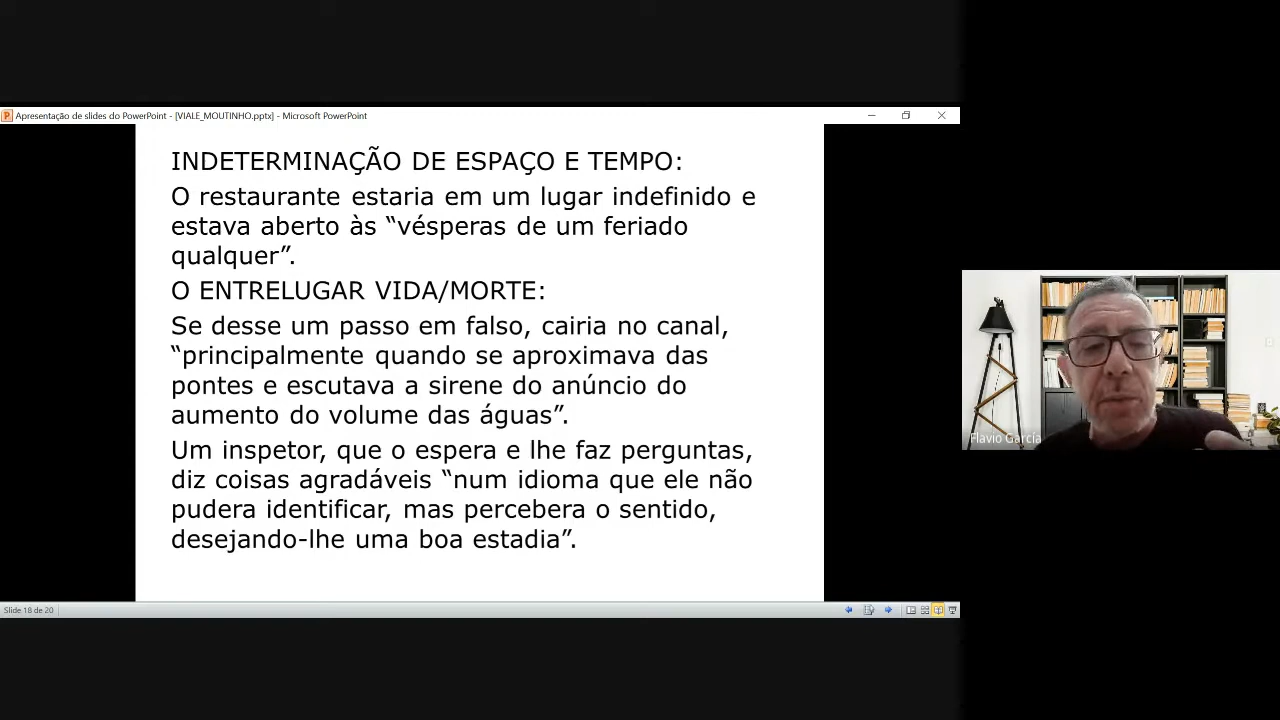 Apresentação de slides do PowerPoint - [VIALE_MOUTINHO.pptx] - Microsoft PowerPoint
INDETERMINAÇÃO DE ESPAÇO E TEMPO:
O restaurante estaria em um lugar indefinido e
estava aberto às “vésperas de um feriado
qualquer”.
O ENTRELUGAR VIDA/MORTE:
Se desse um passo em falso, cairia no canal,
“principalmente quando se aproximava das
pontes e escutava a sirene do anúncio do
aumento do volume das águas”.
Um inspetor, que o espera e lhe faz perguntas,
diz coisas agradáveis “num idioma que ele não
pudera identificar, mas percebera o sentido,
desejando-lhe uma boa estadia”.
Flavio García
Slide 18 de 20